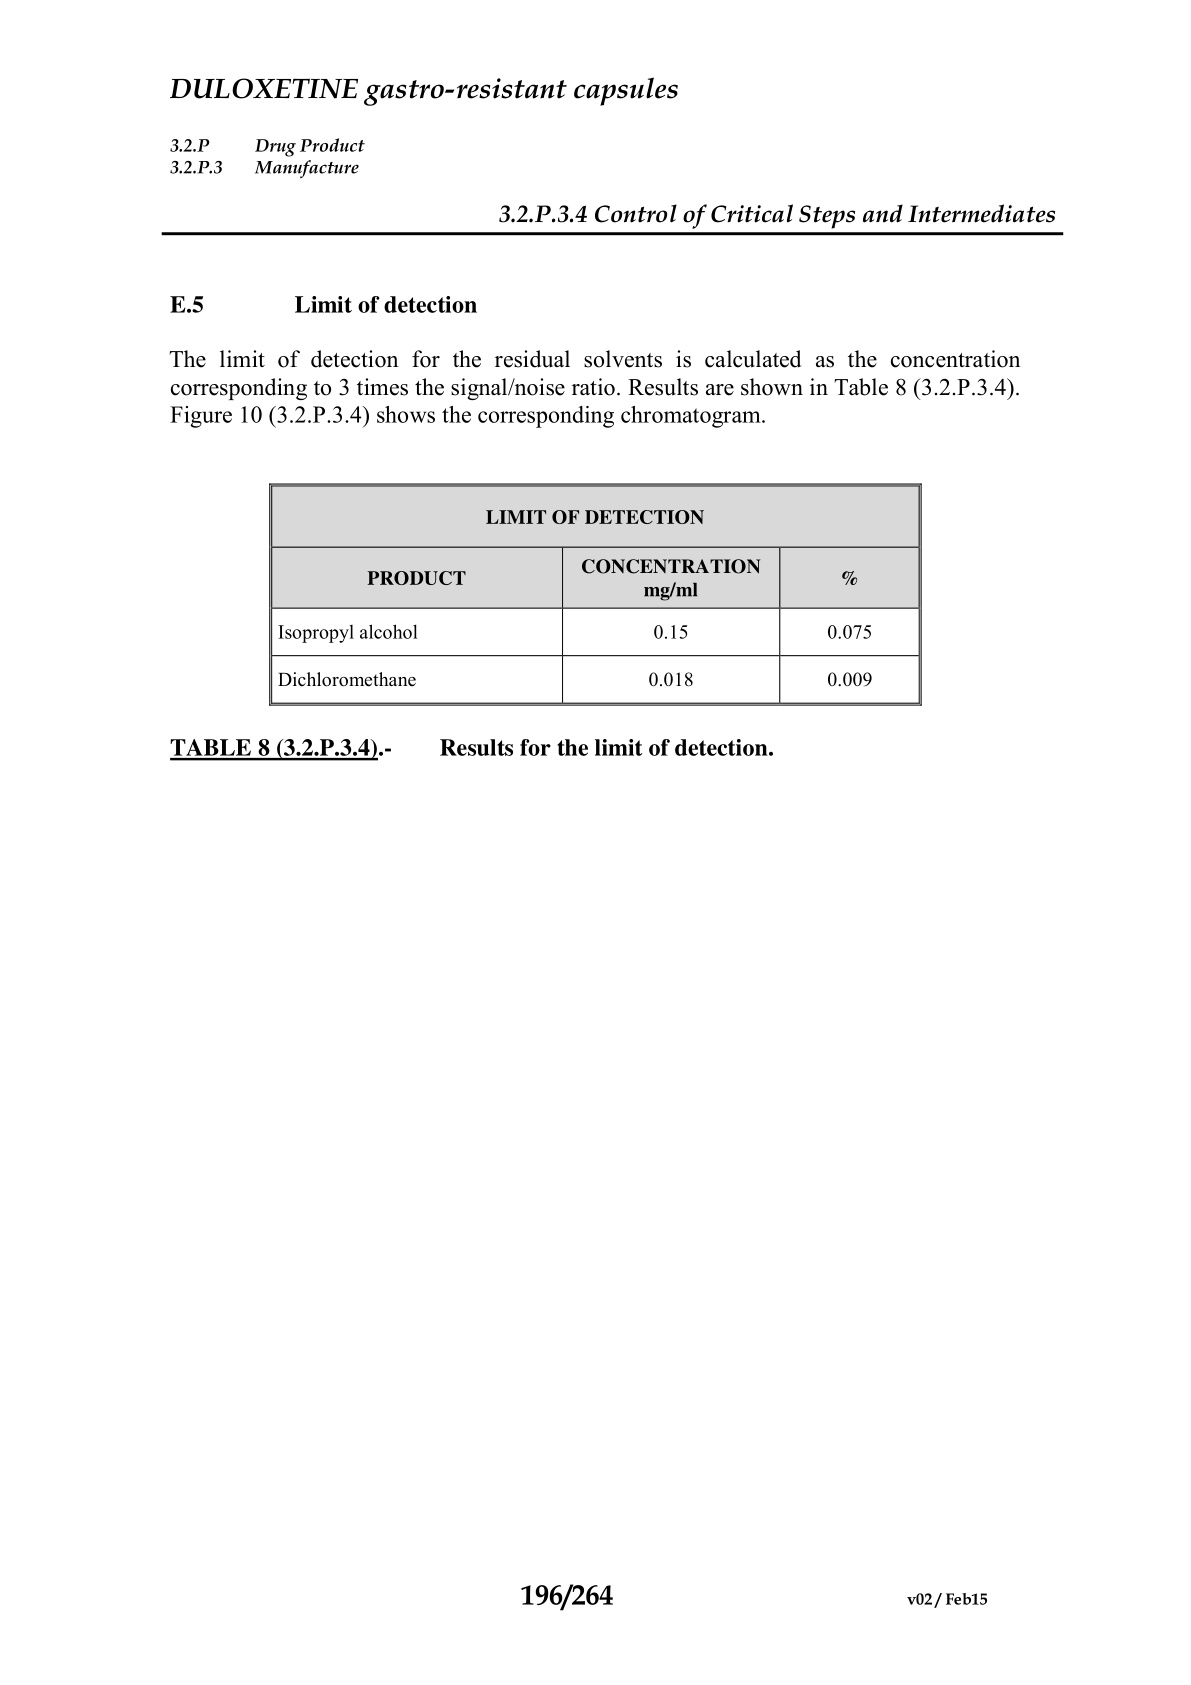 DULOXETINE gastro-resistant capsules
3.2.P Drug Product
3.2.P.3 Manufacture
3.2.P.3.4 Control of Critical Steps and Intermediates
E.5 Limit of detection
The limit of detection for the residual solvents is calculated as the concentration
corresponding to 3 times the signal/noise ratio. Results are shown in Table 8 (3.2.P.3.4).
Figure 10 (3.2.P.3.4) shows the corresponding chromatogram.
LIMIT OF DETECTION
PRODUCT CONCENTRATION mg/ml %
Isopropyl alcohol 0.15 0.075
Dichloromethane 0.018 0.009
TABLE 8 (3.2.P.3.4).- Results for the limit of detection.
196/264 v02 / Feb15